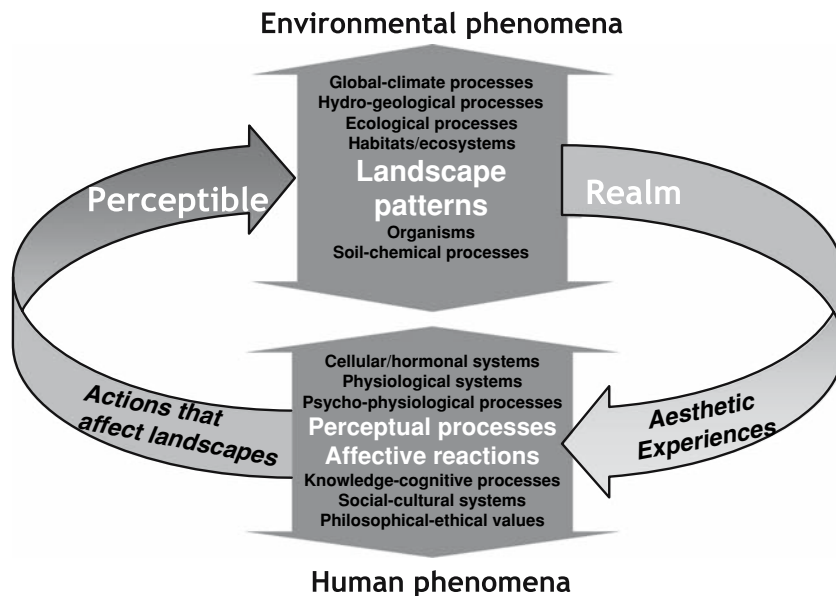 Environmental phenomena
Global-climate processes
Hydro-geological processes
Ecological processes
Habitats/ecosystems
Landscape
patterns
Organisms
Soil-chemical processes
Perceptible
Realm
Cellular/hormonal systems
Physiological systems
Psycho-physiological processes
Perceptual processes
Affective reactions
Knowledge-cognitive processes
Social-cultural systems
Philosophical-ethical values
Actions that
affect landscapes
Aesthetic
Experiences
Human phenomena